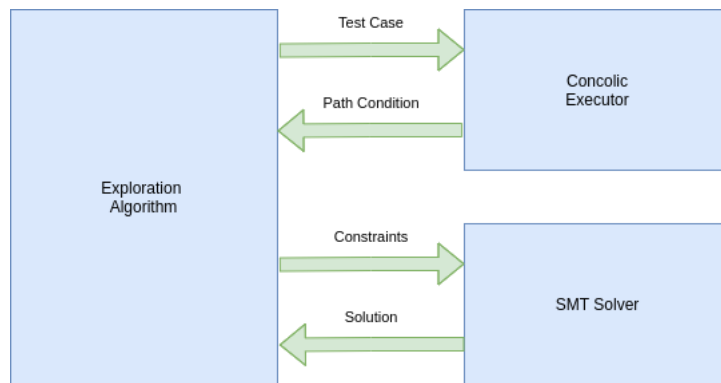 Test Case
Concolic
Executor
Path Condition
Exploration
Algorithm
Constraints
SMT Solver
Solution